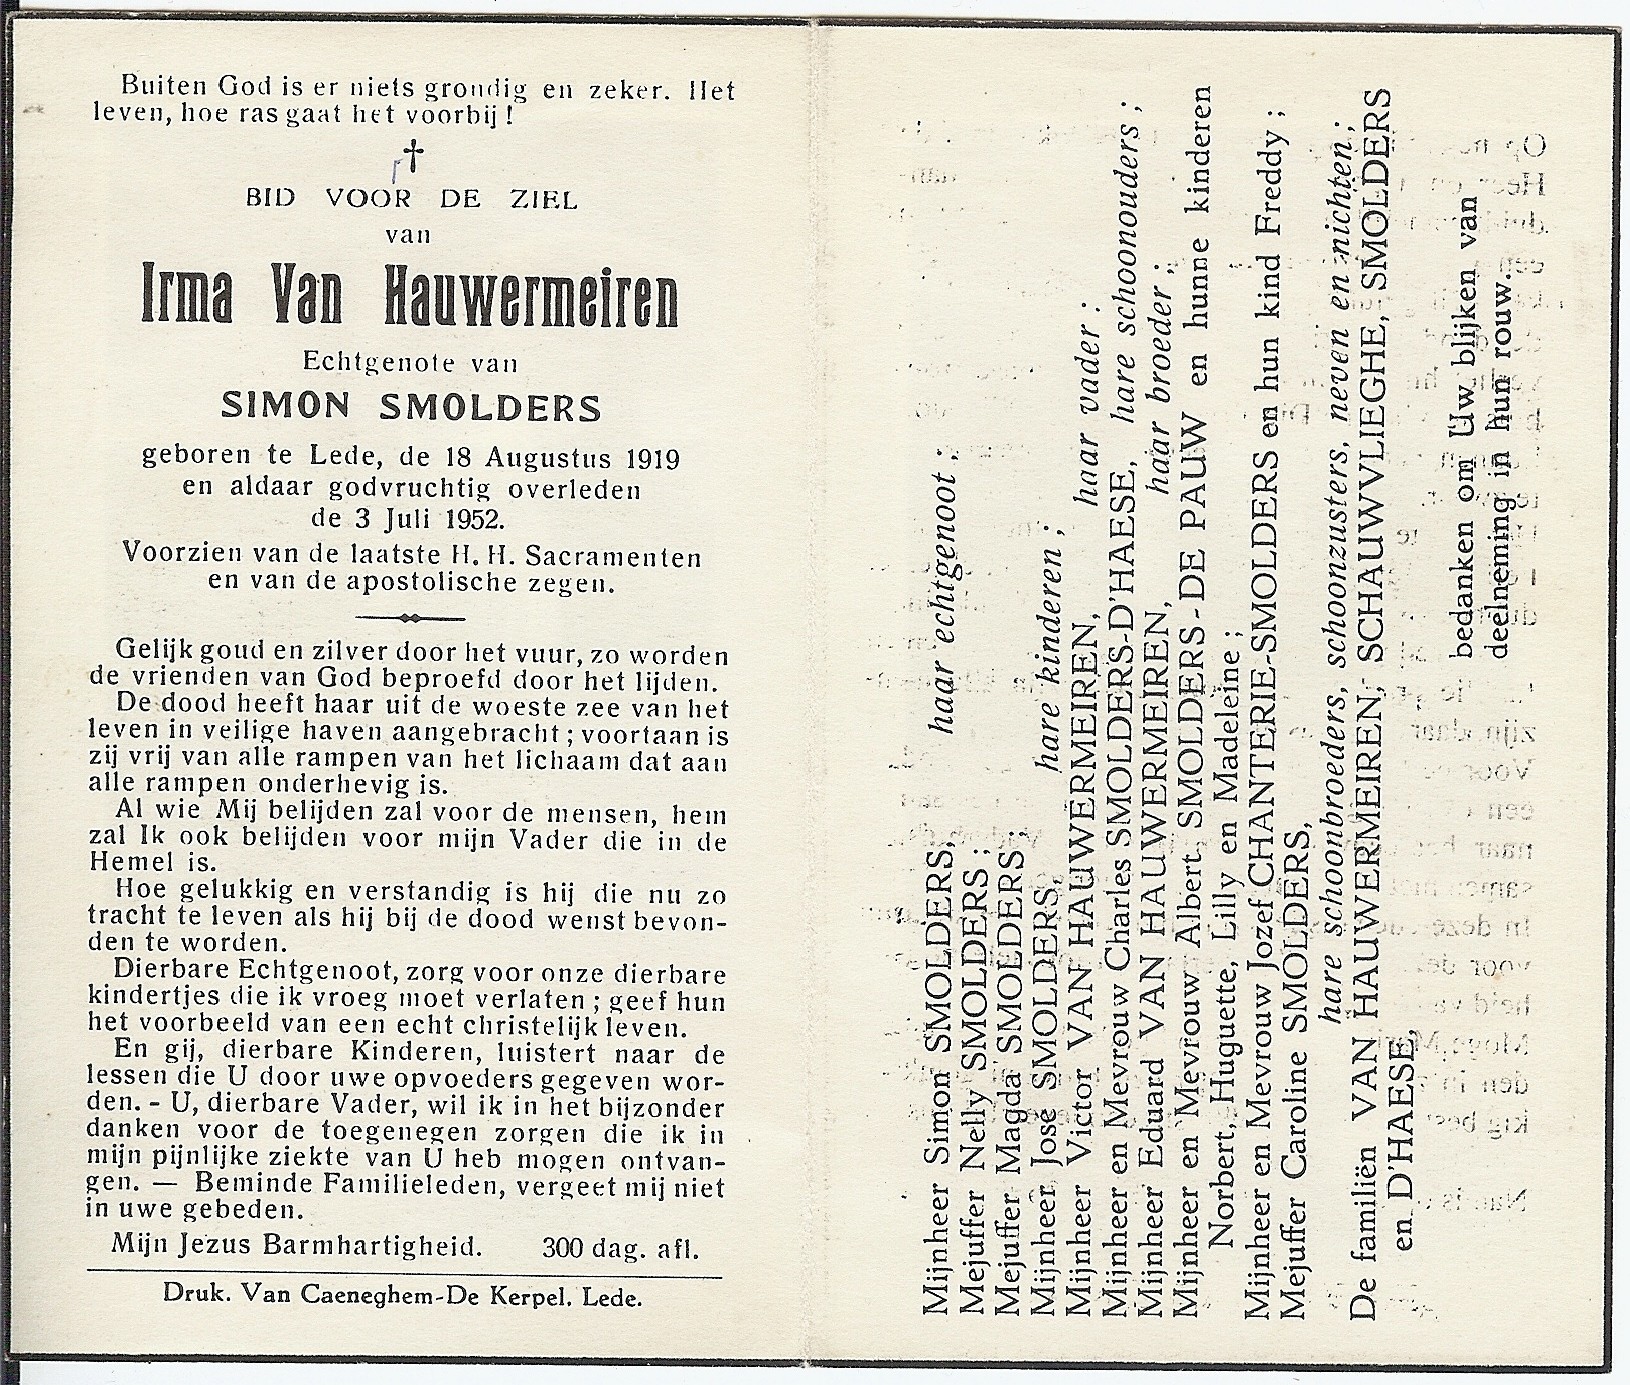 Buiten God is er niets grondig en zeker. Het
leven, hoe ras gaat het voorbij !
BID VOOR DE ZIEL
van
Irma Van Hauwermeiren
Echtgenote van
SIMON SMOLDERS
geboren te Lede, de 18 Augustus 1919
en aldaar godvruchtig overleden
de 3 Juli 1952.
Voorzien van de laatste H. H. Sacramenten
en van de apostolische zegen.
Gelijk goud en zilver door het vuur, zo worden
de vrienden van God beproefd door het lijden.
De dood heeft haar uit de woeste zee van het
leven in veilige haven aangebracht ; voortaan is
zij vrij van alle rampen van het lichaam dat aan
alle rampen onderhevig is.
Al wie Mij belijden zal voor de mensen, hem
zal Ik ook belijden voor mijn Vader die in de
Hemel is.
Hoe gelukkig en verstandig is hij die nu zo
tracht te leven als hij bij de dood wenst bevon-
den te worden.
Dierbare Echtgenoot, zorg voor onze dierbare
kindertjes die ik vroeg moet verlaten ; geef hun
het voorbeeld van een echt christelijk leven.
En gij, dierbare Kinderen, luistert naar de
lessen die U door uwe opvoeders gegeven wor-
den. - U, dierbare Vader, wil ik in het bijzonder
danken voor de toegenegen zorgen die ik in
mijn pijnlijke ziekte van U heb mogen ontvan-
gen. — Beminde Familieleden, vergeet mij niet
in uwe gebeden.
Mijn Jezus Barmhartigheid. 300 dag. afl.
Druk. Van Caeneghem-De Kerpel. Lede.
Mijnheer Simon SMOLDERS, haar echtgenoot :
Mejuffer Nelly SMOLDERS ;
Mejuffer Magda SMOLDERS ;
Mijnheer José SMOLDERS, hare kinderen ;
Mijnheer Victor VAN HAUWERMEIREN, haar vader :
Mijnheer en Mevrouw Charles SMOLDERS-D'HAESE, hare schoonouders ;
Mijnheer Eduard VAN HAUWERMEIREN, haar broeder ;
Mijnheer en Mevrouw Albert SMOLDERS - DE PAUW en hunne kinderen
Norbert, Huguette, Lilly en Madeleine ;
Mijnheer en Mevrouw Jozef CHANTERIE-SMOLDERS en hun kind Freddy ;
Mejuffer Caroline SMOLDERS,
hare schoonbroeders, schoonzusters, neven en nichten ;
De familiën VAN HAUWERMEIREN, SCHAUWVLIEGHE, SMOLDERS
en D'HAESE,
bedanken om Uw blijken van
deelneming in hun rouw.